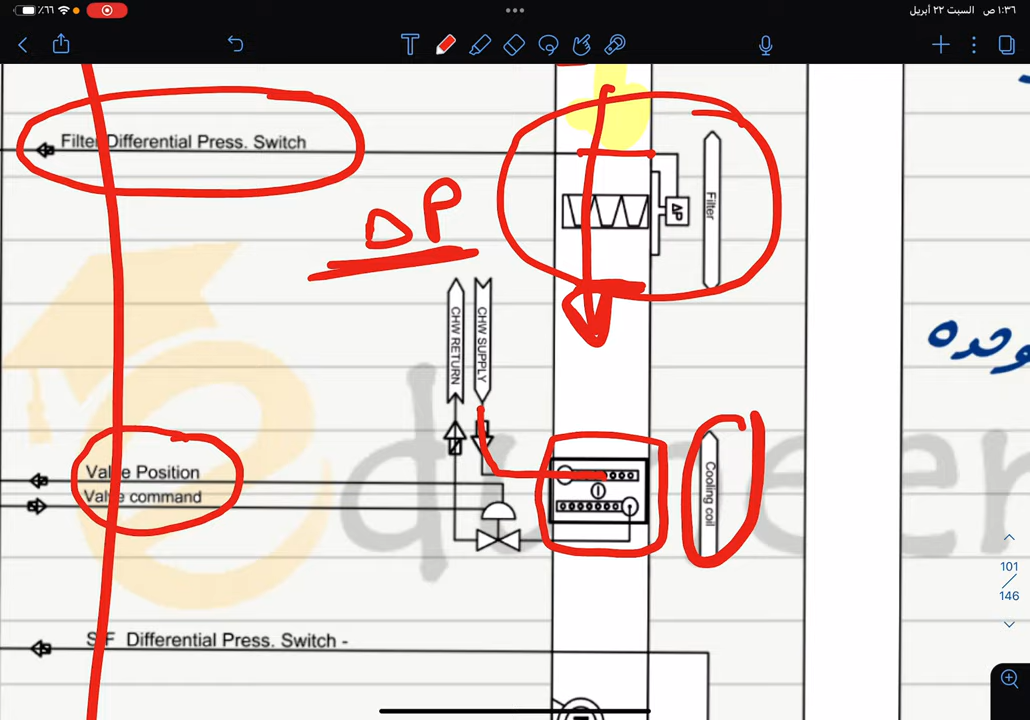 ٪٦٦
١:٣٦ ص السبت ٢٢ أبريل
Filter Differential Press. Switch
ΔP
Filter
ΔP
CHW RETURN
CHW SUPPLY
وحده
Valve Position
Valve command
Cooling coil
101
146
S.F Differential Press. Switch -